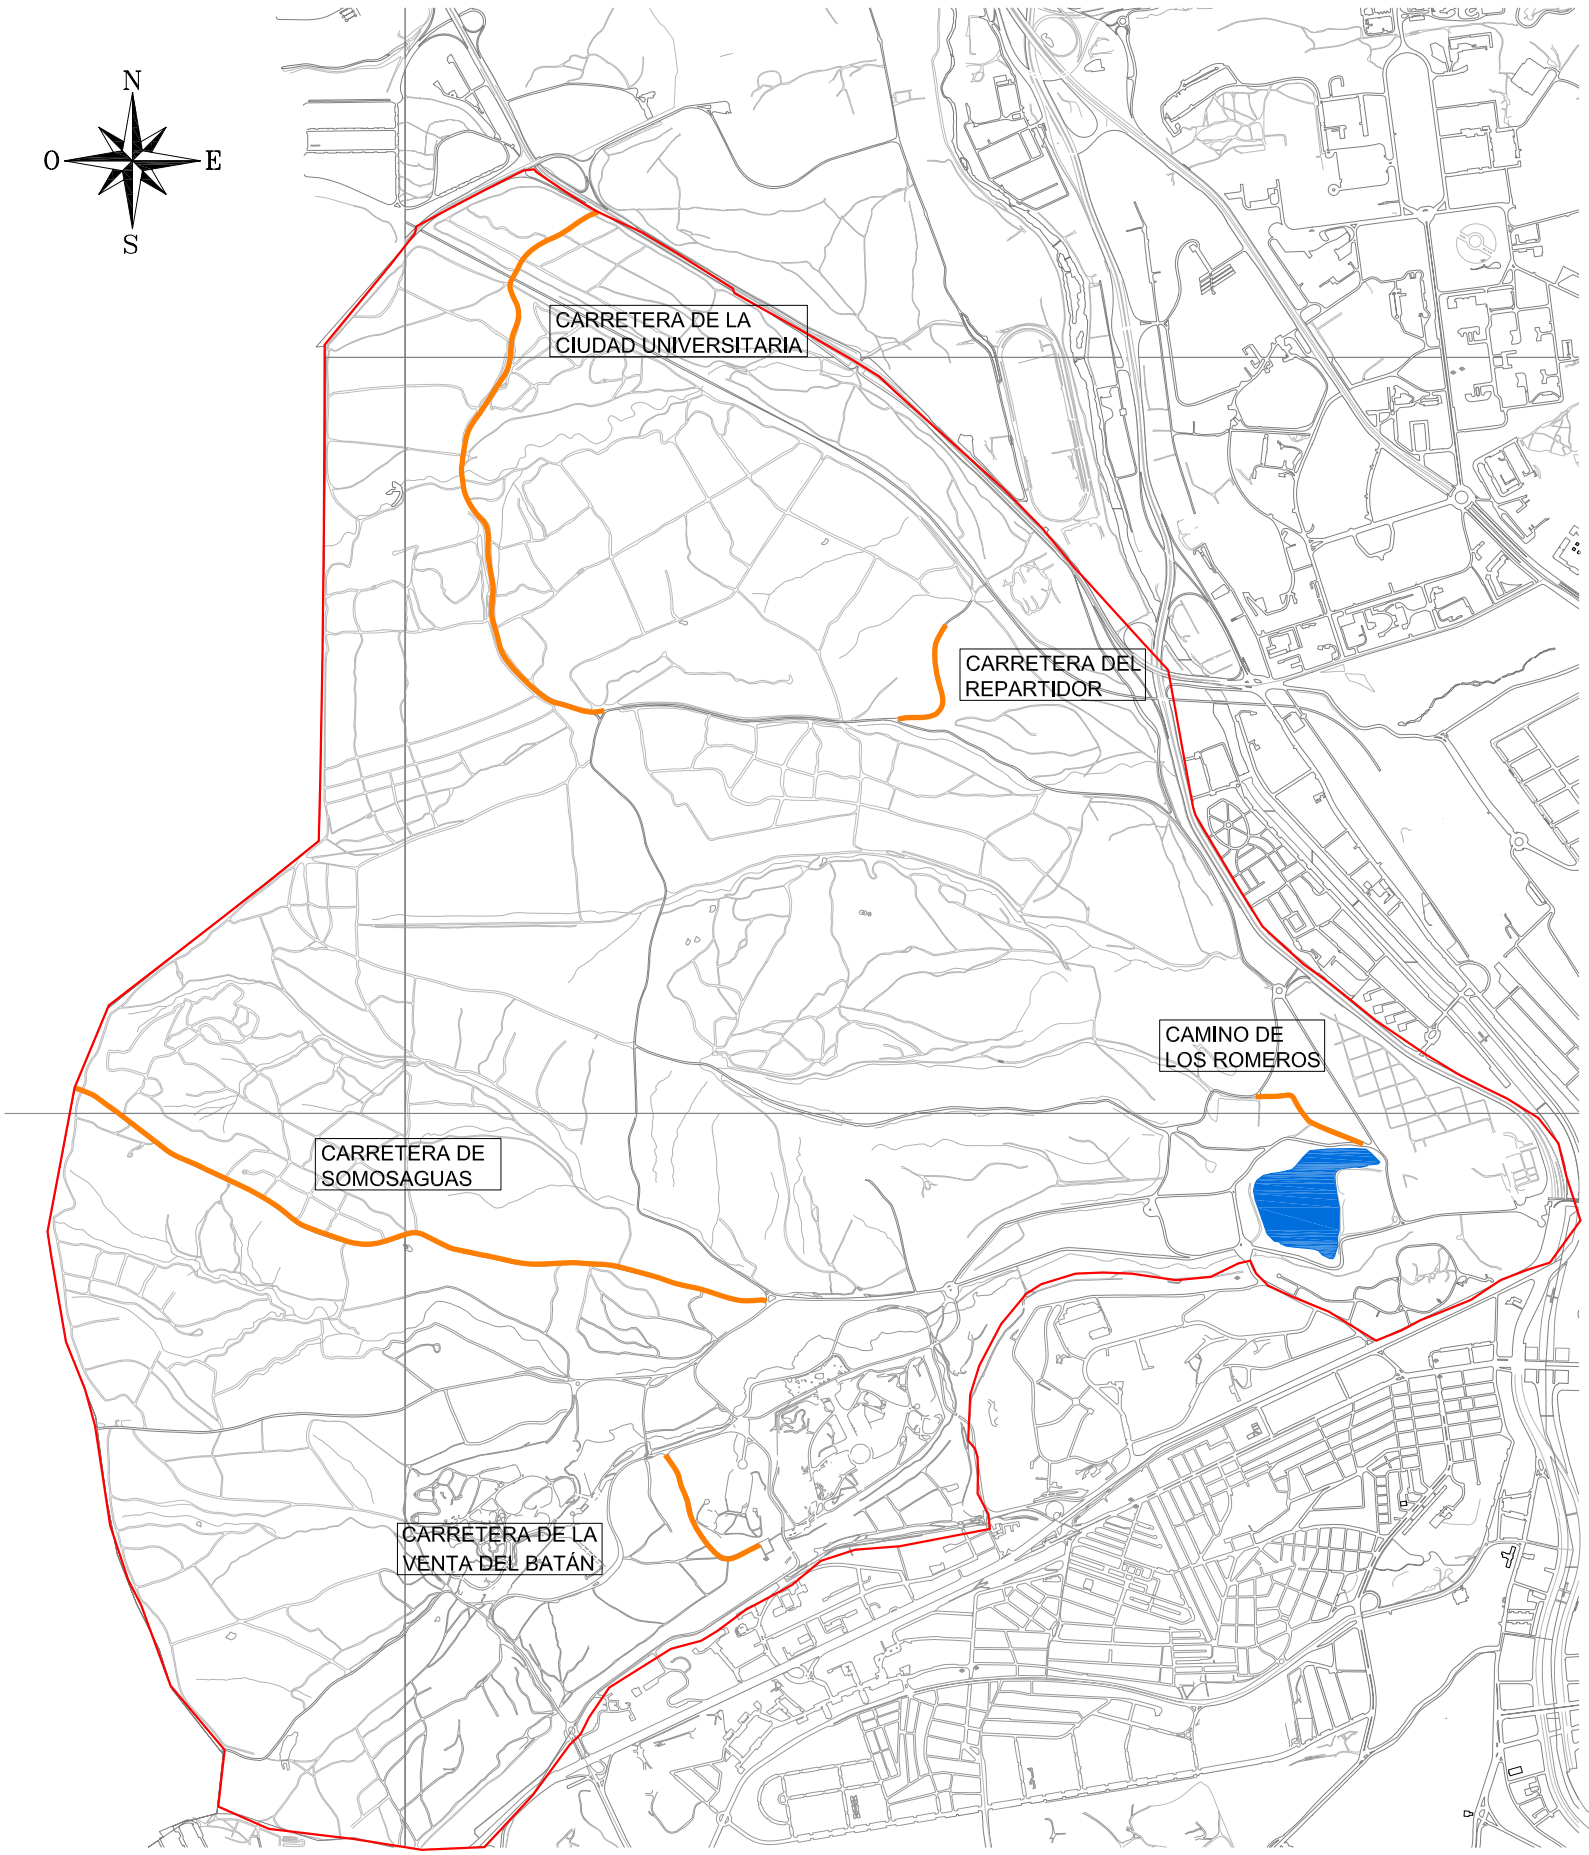 N
O
E
S
CARRETERA DE LA
CIUDAD UNIVERSITARIA
CARRETERA DEL
REPARTIDOR
CAMINO DE
LOS ROMEROS
CARRETERA DE
SOMOSAGUAS
CARRETERA DE LA
VENTA DEL BATÁN